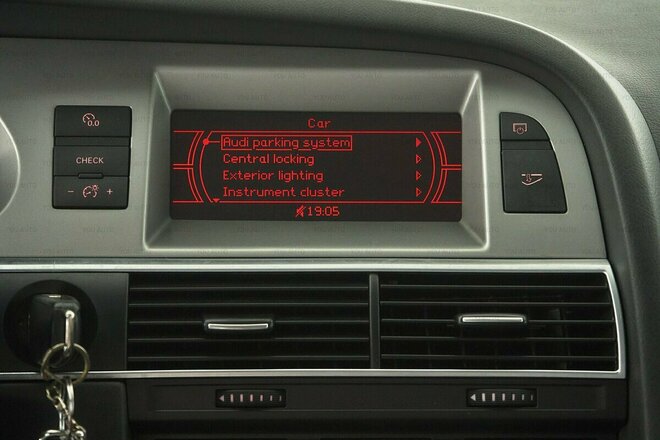 0.0
CHECK
- +
Car
Audi parking system
Central locking
Exterior lighting
Instrument cluster
19:05